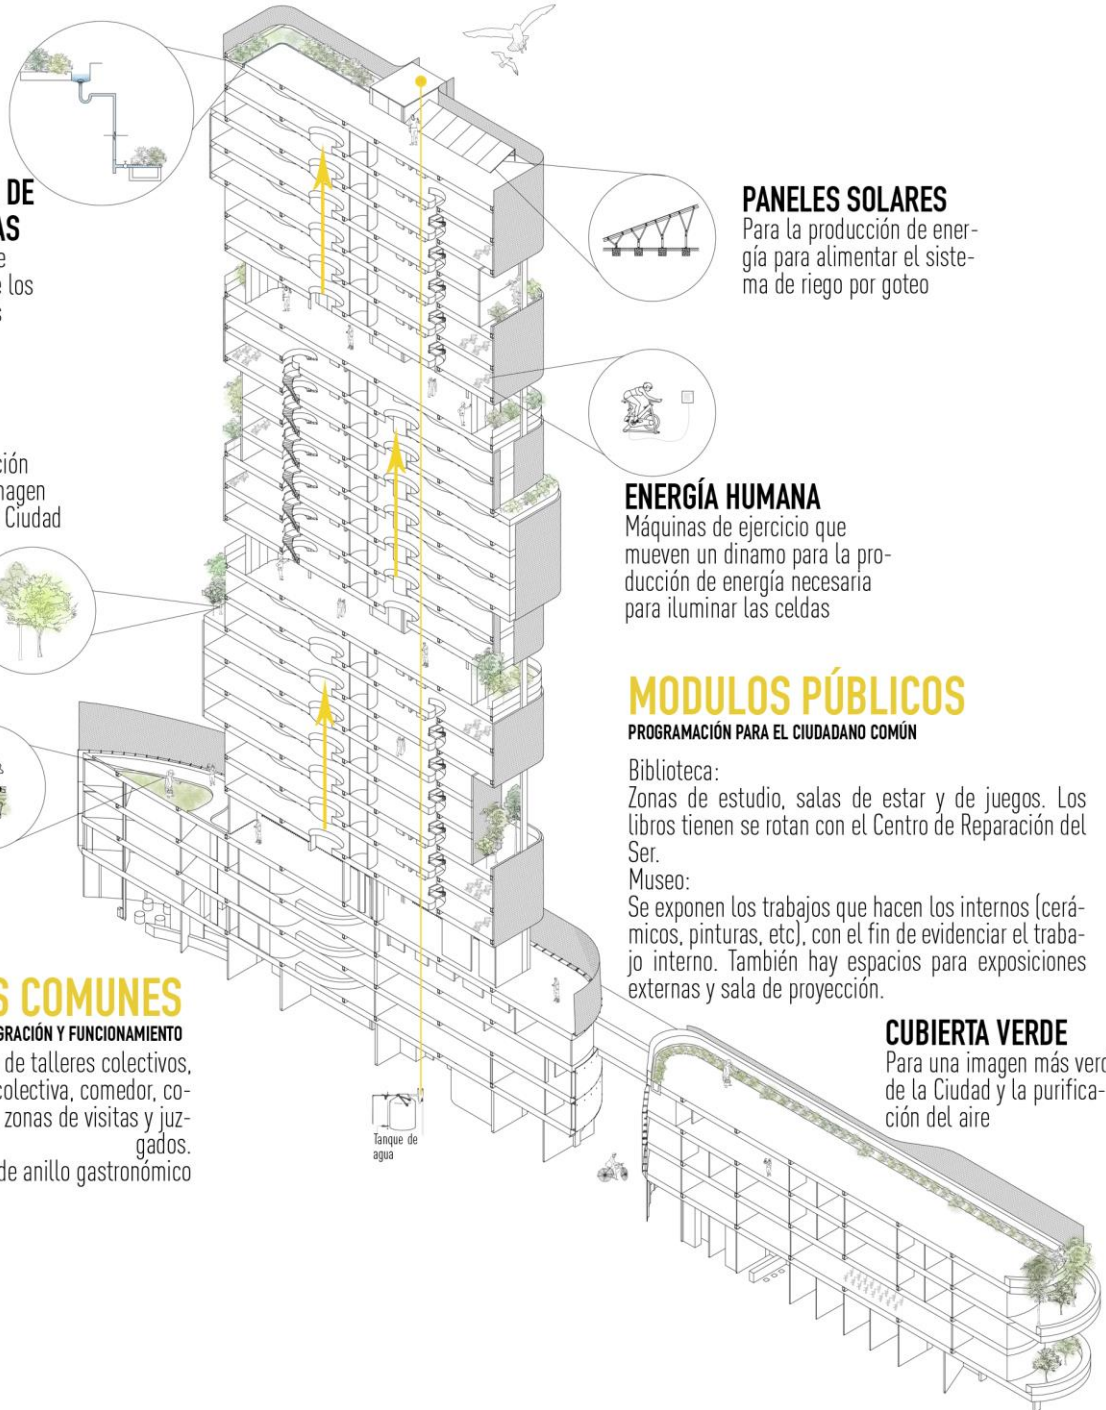 DE
AS
e
e los
s
PANELES SOLARES
Para la producción de ener-
gía para alimentar el siste-
ma de riego por goteo
ción
nagen
Ciudad
ENERGÍA HUMANA
Máquinas de ejercicio que
mueven un dinamo para la pro-
ducción de energía necesaria
para iluminar las celdas
MODULOS PÚBLICOS
PROGRAMACIÓN PARA EL CIUDADANO COMÚN
Biblioteca:
Zonas de estudio, salas de estar y de juegos. Los
libros tienen se rotan con el Centro de Reparación del
Ser.
Museo:
Se exponen los trabajos que hacen los internos (cerá-
micos, pinturas, etc), con el fin de evidenciar el traba-
jo interno. También hay espacios para exposiciones
externas y sala de proyección.
S COMUNES
GRACIÓN Y FUNCIONAMIENTO
de talleres colectivos,
colectiva, comedor, co-
zonas de visitas y juz-
gados.
de anillo gastronómico
Tanque de
agua
CUBIERTA VERDE
Para una imagen más verd
de la Ciudad y la purifica-
ción del aire